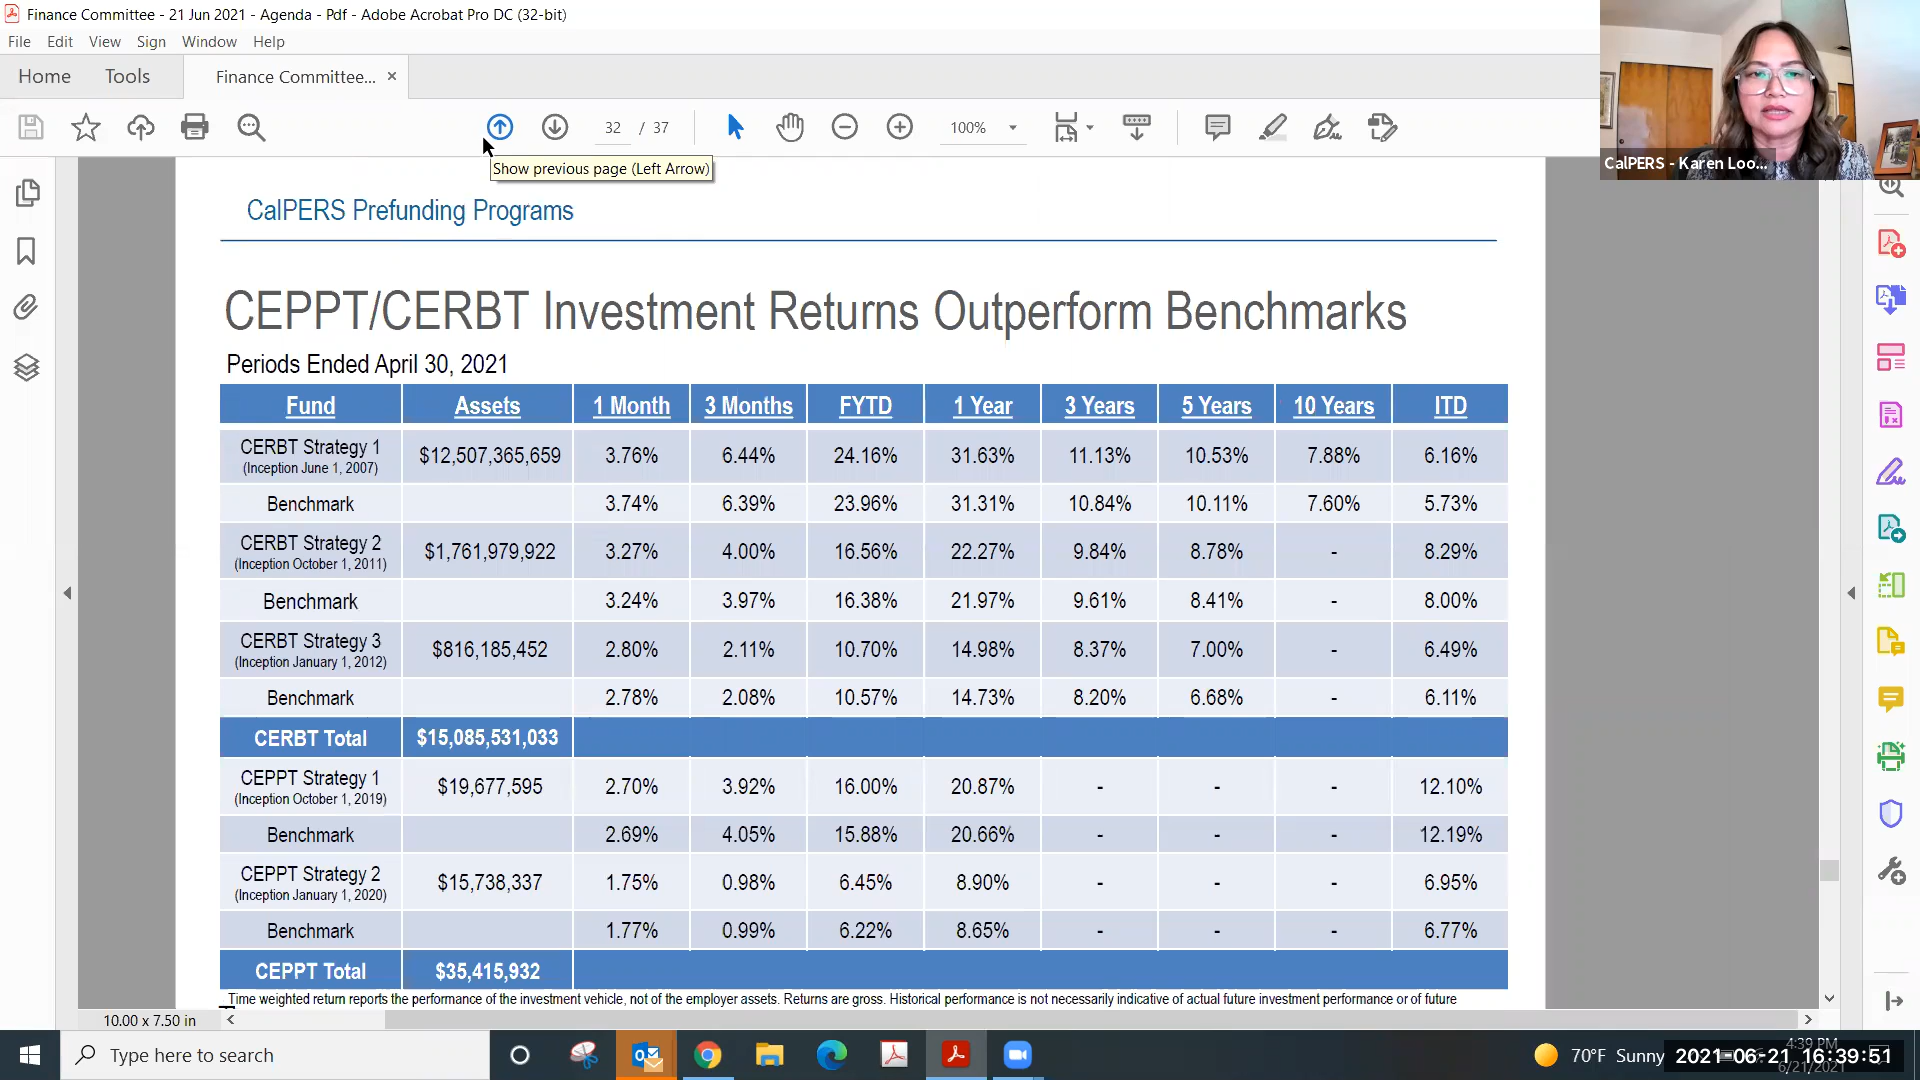 Finance Committee - 21 Jun 2021 - Agenda - Pdf - Adobe Acrobat Pro DC (32-bit)
File Edit View Sign Window Help
Home Tools Finance Committee... ×
32 / 37 100%
Show previous page (Left Arrow)
CalPERS - Karen Loo...
CalPERS Prefunding Programs
CEPPT/CERBT Investment Returns Outperform Benchmarks
Periods Ended April 30, 2021
Fund Assets 1 Month 3 Months FYTD 1 Year 3 Years 5 Years 10 Years ITD
CERBT Strategy 1
(Inception June 1, 2007) $12,507,365,659 3.76% 6.44% 24.16% 31.63% 11.13% 10.53% 7.88% 6.16%
Benchmark 3.74% 6.39% 23.96% 31.31% 10.84% 10.11% 7.60% 5.73%
CERBT Strategy 2
(Inception October 1, 2011) $1,761,979,922 3.27% 4.00% 16.56% 22.27% 9.84% 8.78% - 8.29%
Benchmark 3.24% 3.97% 16.38% 21.97% 9.61% 8.41% - 8.00%
CERBT Strategy 3
(Inception January 1, 2012) $816,185,452 2.80% 2.11% 10.70% 14.98% 8.37% 7.00% - 6.49%
Benchmark 2.78% 2.08% 10.57% 14.73% 8.20% 6.68% - 6.11%
CERBT Total $15,085,531,033
CEPPT Strategy 1
(Inception October 1, 2019) $19,677,595 2.70% 3.92% 16.00% 20.87% - - - 12.10%
Benchmark 2.69% 4.05% 15.88% 20.66% - - - 12.19%
CEPPT Strategy 2
(Inception January 1, 2020) $15,738,337 1.75% 0.98% 6.45% 8.90% - - - 6.95%
Benchmark 1.77% 0.99% 6.22% 8.65% - - - 6.77%
CEPPT Total $35,415,932
Time weighted return reports the performance of the investment vehicle, not of the employer assets. Returns are gross. Historical performance is not necessarily indicative of actual future investment performance or of future
10.00 x 7.50 in
Type here to search
70°F Sunny
4:39 PM
6/21/2021
2021-06-21 16:39:51